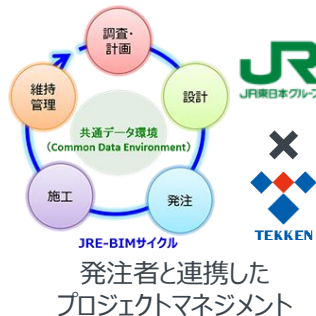 調査・
計画
維持
管理
設計
共通データ環境
(Common Data Environment)
施工
発注
JRE-BIMサイクル
JR
JR東日本グループ
×
TEKKEN
発注者と連携した
プロジェクトマネジメント